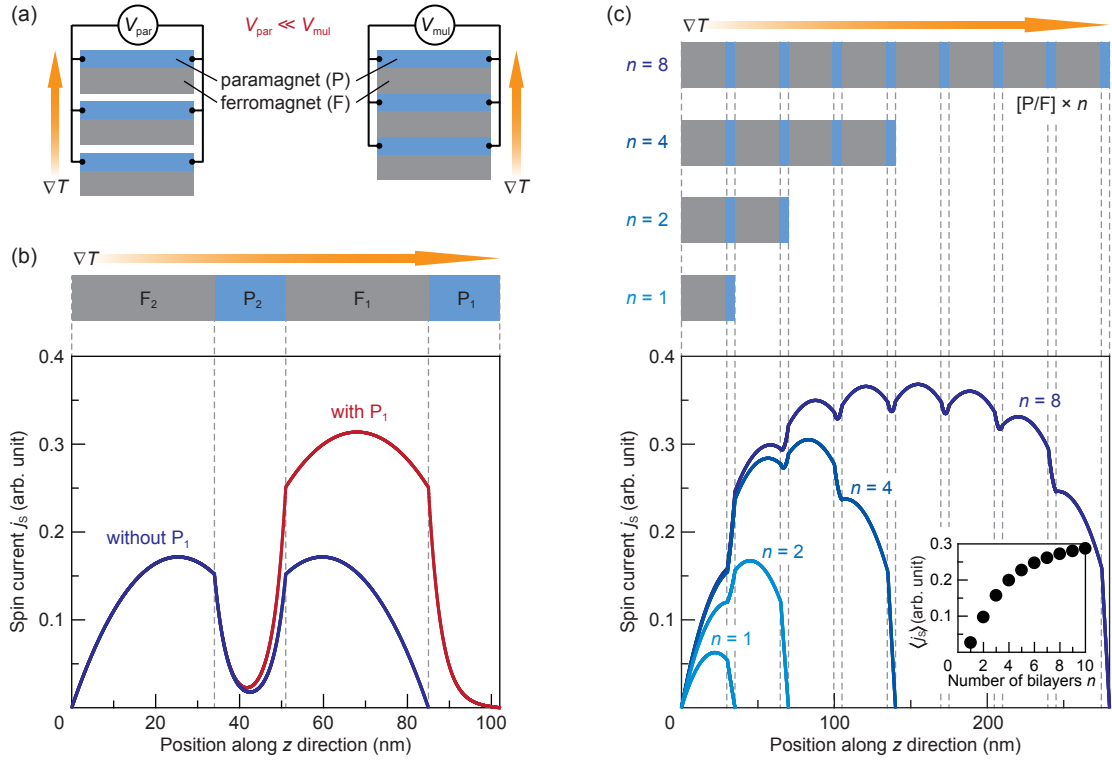 (a)
V_par
V_par ≪ V_mul
V_mul
paramagnet (P)
ferromagnet (F)
∇T
∇T
(b)
∇T
F₂
P₂
F₁
P₁
0.4
0.3
0.2
0.1
0
20
40
60
80
100
with P₁
without P₁
Spin current j_S (arb. unit)
Position along z direction (nm)
(c)
∇T
n = 8
[P/F] × n
n = 4
n = 2
n = 1
0.4
0.3
0.2
0.1
0
100
200
n = 8
n = 4
n = 2
n = 1
Spin current j_S (arb. unit)
Position along z direction (nm)
0.3
0.2
0.1
0
2
4
6
8
10
⟨j_S⟩ (arb. unit)
Number of bilayers n